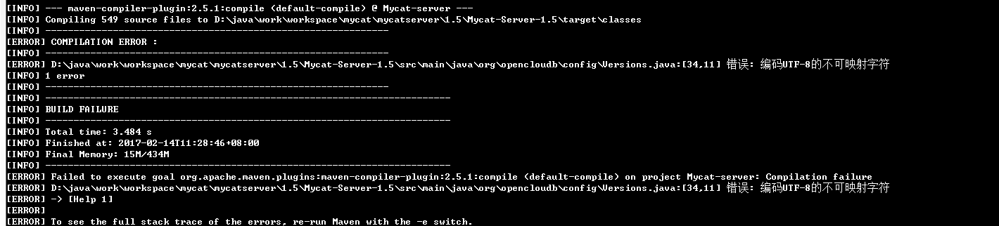 [INFO] --- maven-compiler-plugin:2.5.1:compile (default-compile) @ Mycat-server ---
[INFO] Compiling 549 source files to D:\java\work\workspace\mycat\mycatserver\1.5\Mycat-Server-1.5\target\classes
[INFO] -------------------------------------------------------------
[ERROR] COMPILATION ERROR :
[INFO] -------------------------------------------------------------
[ERROR] D:\java\work\workspace\mycat\mycatserver\1.5\Mycat-Server-1.5\src\main\java\org\opencloudb\config\Versions.java:[34,11] 错误: 编码UTF-8的不可映射字符
[INFO] 1 error
[INFO] -------------------------------------------------------------
[INFO] ------------------------------------------------------------------------
[INFO] BUILD FAILURE
[INFO] ------------------------------------------------------------------------
[INFO] Total time: 3.484 s
[INFO] Finished at: 2017-02-14T11:28:46+08:00
[INFO] Final Memory: 15M/434M
[INFO] ------------------------------------------------------------------------
[ERROR] Failed to execute goal org.apache.maven.plugins:maven-compiler-plugin:2.5.1:compile (default-compile) on project Mycat-server: Compilation failure
[ERROR] D:\java\work\workspace\mycat\mycatserver\1.5\Mycat-Server-1.5\src\main\java\org\opencloudb\config\Versions.java:[34,11] 错误: 编码UTF-8的不可映射字符
[ERROR] -> [Help 1]
[ERROR]
[ERROR] To see the full stack trace of the errors, re-run Maven with the -e switch.